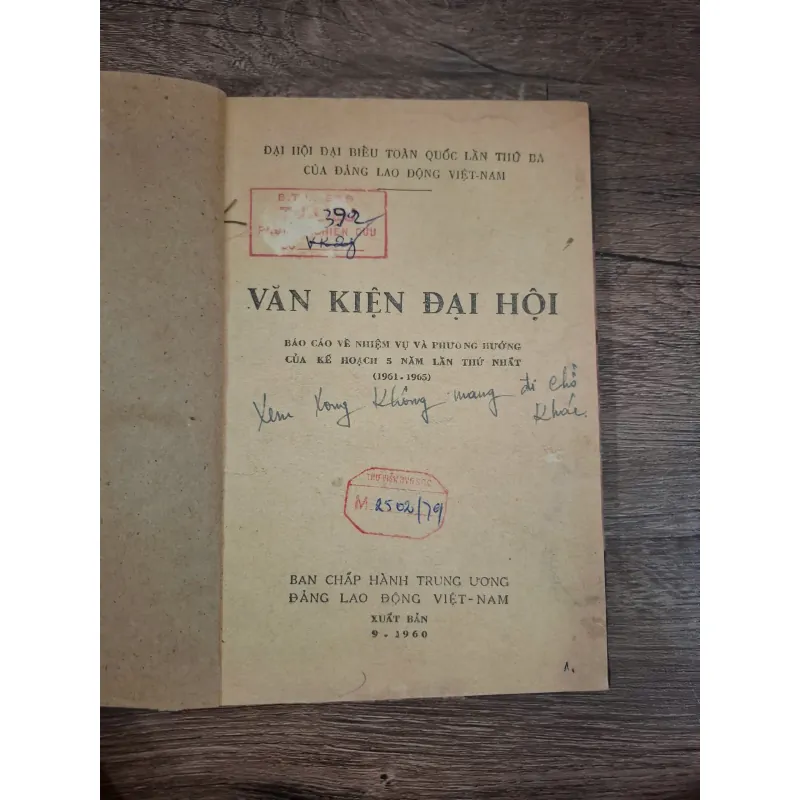 ĐẠI HỘI ĐẠI BIỂU TOÀN QUỐC LẦN THỨ BA
CỦA ĐẢNG LAO ĐỘNG VIỆT-NAM
392
VK2j
VĂN KIỆN ĐẠI HỘI
BÁO CÁO VỀ NHIỆM VỤ VÀ PHƯƠNG HƯỚNG
CỦA KẾ HOẠCH 5 NĂM LẦN THỨ NHẤT
(1961-1965)
Xem Xong Không mang đi chỗ
Khác.
M 2502/79
BAN CHẤP HÀNH TRUNG ƯƠNG
ĐẢNG LAO ĐỘNG VIỆT-NAM
XUẤT BẢN
9-1960
1.